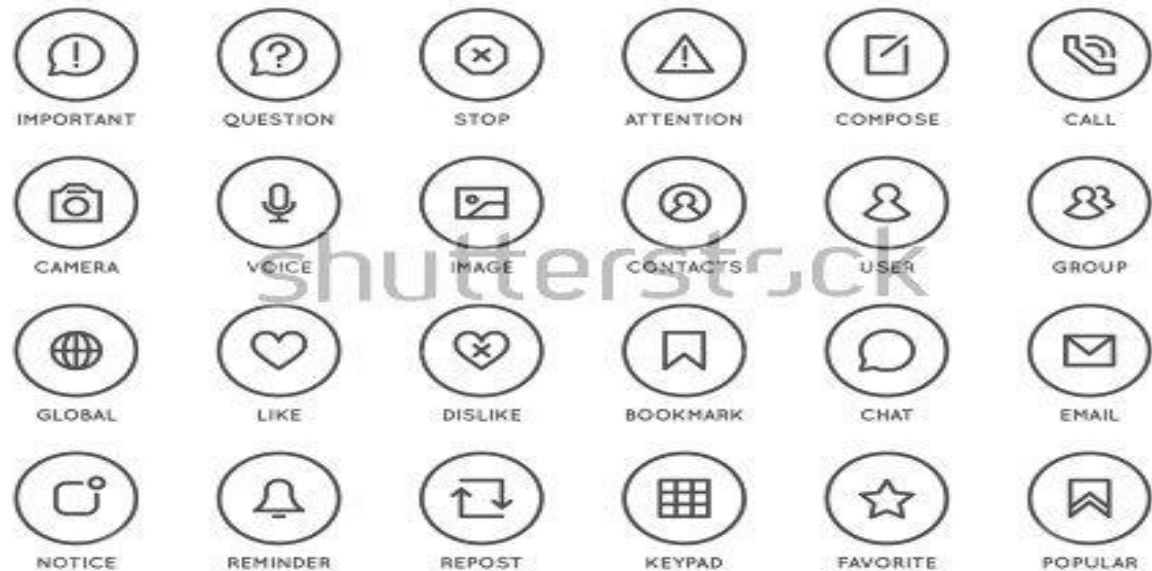 IMPORTANT QUESTION STOP ATTENTION COMPOSE CALL
CAMERA VOICE IMAGE CONTACTS USER GROUP
shutterstock
GLOBAL LIKE DISLIKE BOOKMARK CHAT EMAIL
NOTICE REMINDER REPOST KEYPAD FAVORITE POPULAR